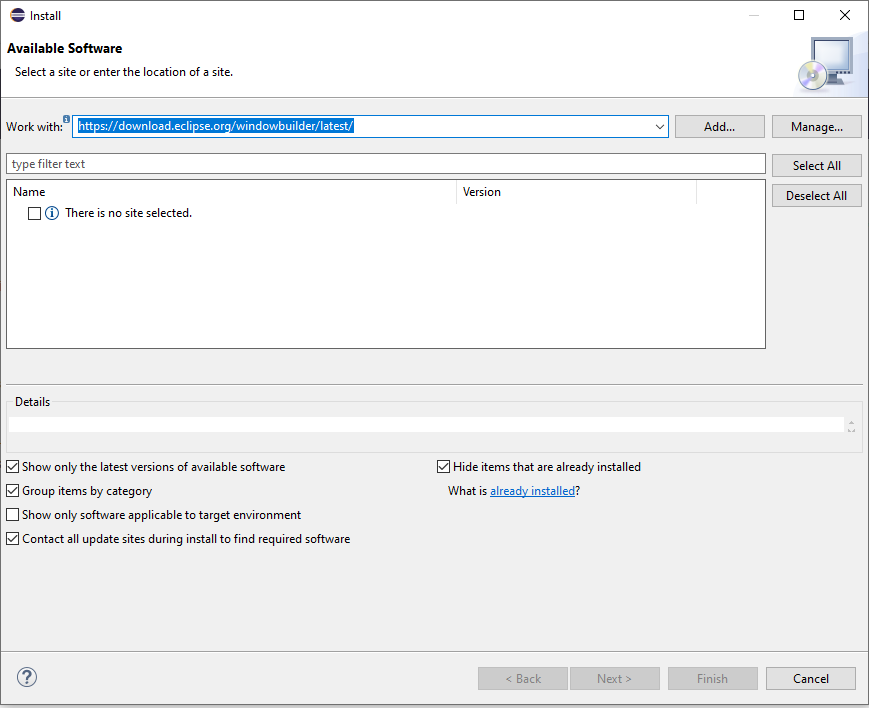 Install
Available Software
Select a site or enter the location of a site.
Work with: https://download.eclipse.org/windowbuilder/latest/ Add... Manage...
type filter text Select All
Name Version Deselect All
There is no site selected.
Details
Show only the latest versions of available software Hide items that are already installed
Group items by category What is already installed?
Show only software applicable to target environment
Contact all update sites during install to find required software
? < Back Next > Finish Cancel